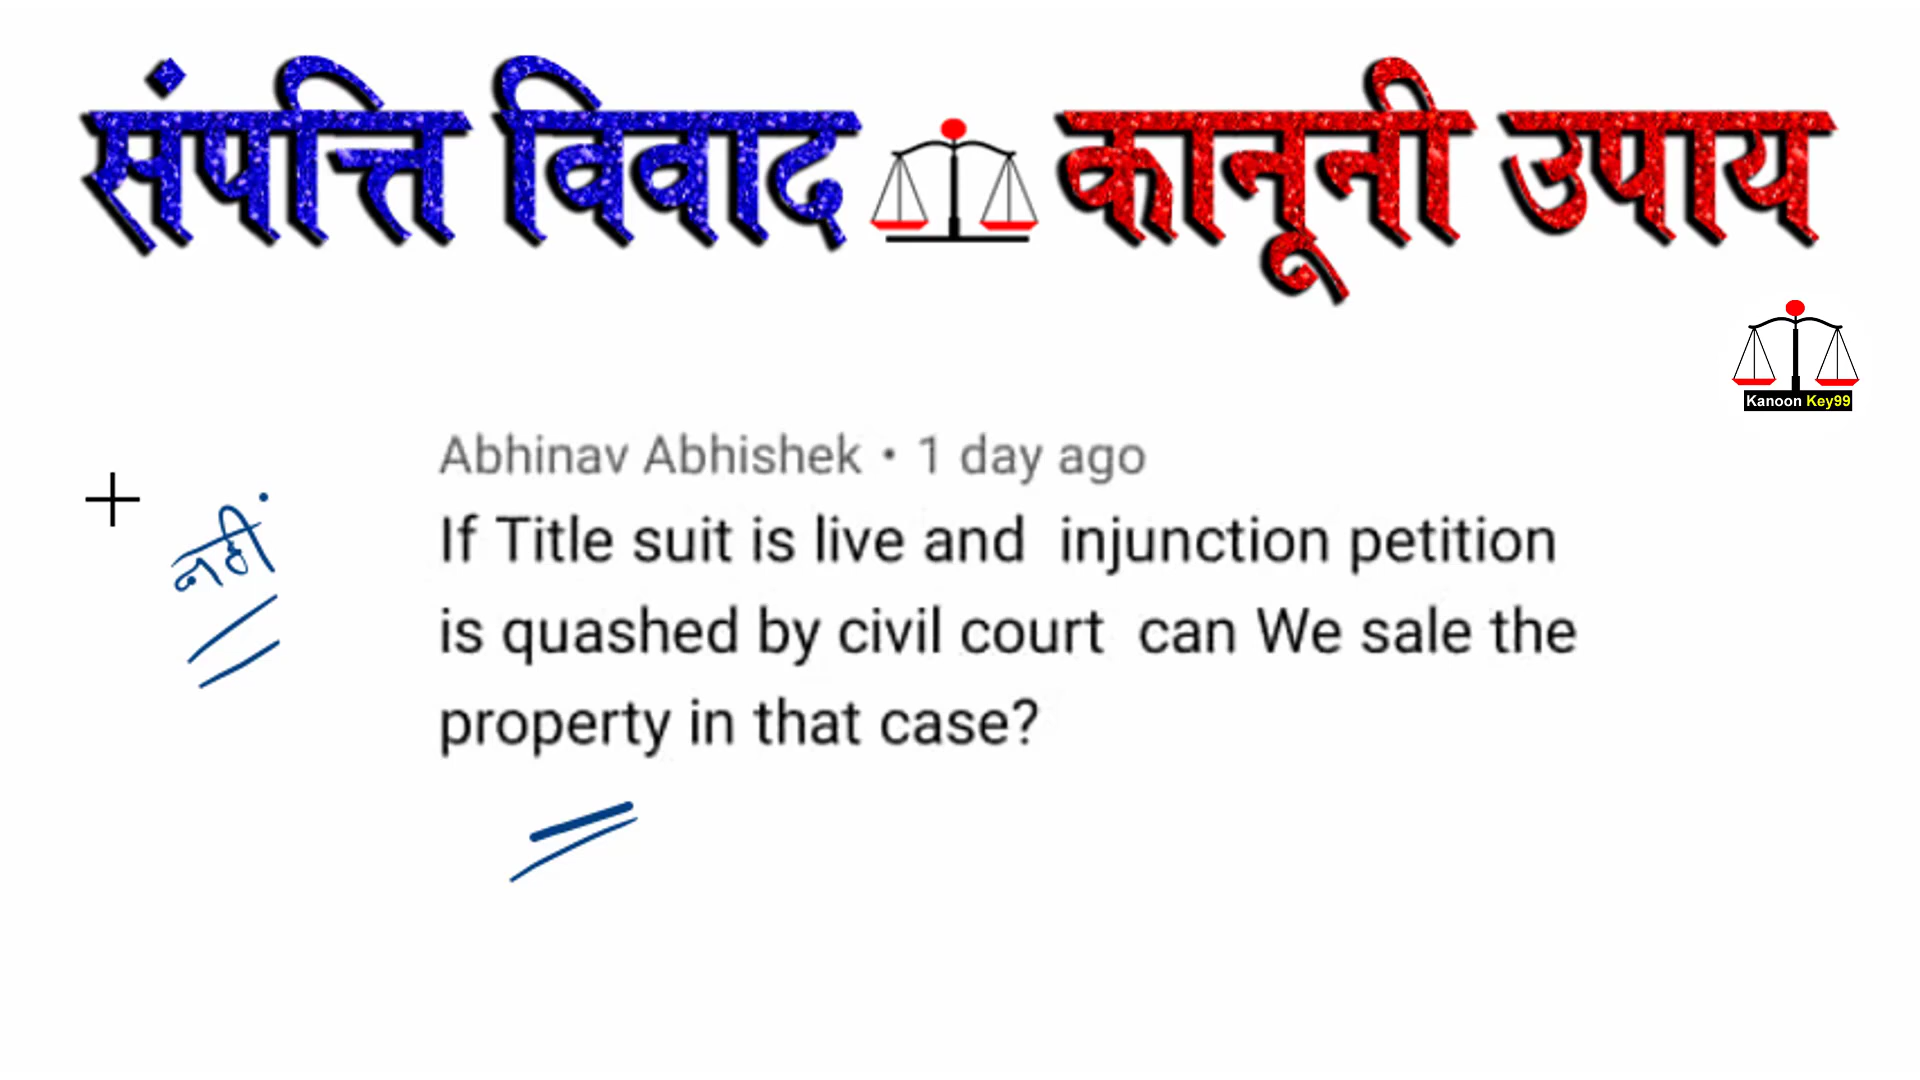 संपत्ति विवाद कानूनी उपाय
Kanoon Key99
Abhinav Abhishek • 1 day ago
नहीं
If Title suit is live and injunction petition
is quashed by civil court can We sale the
property in that case?